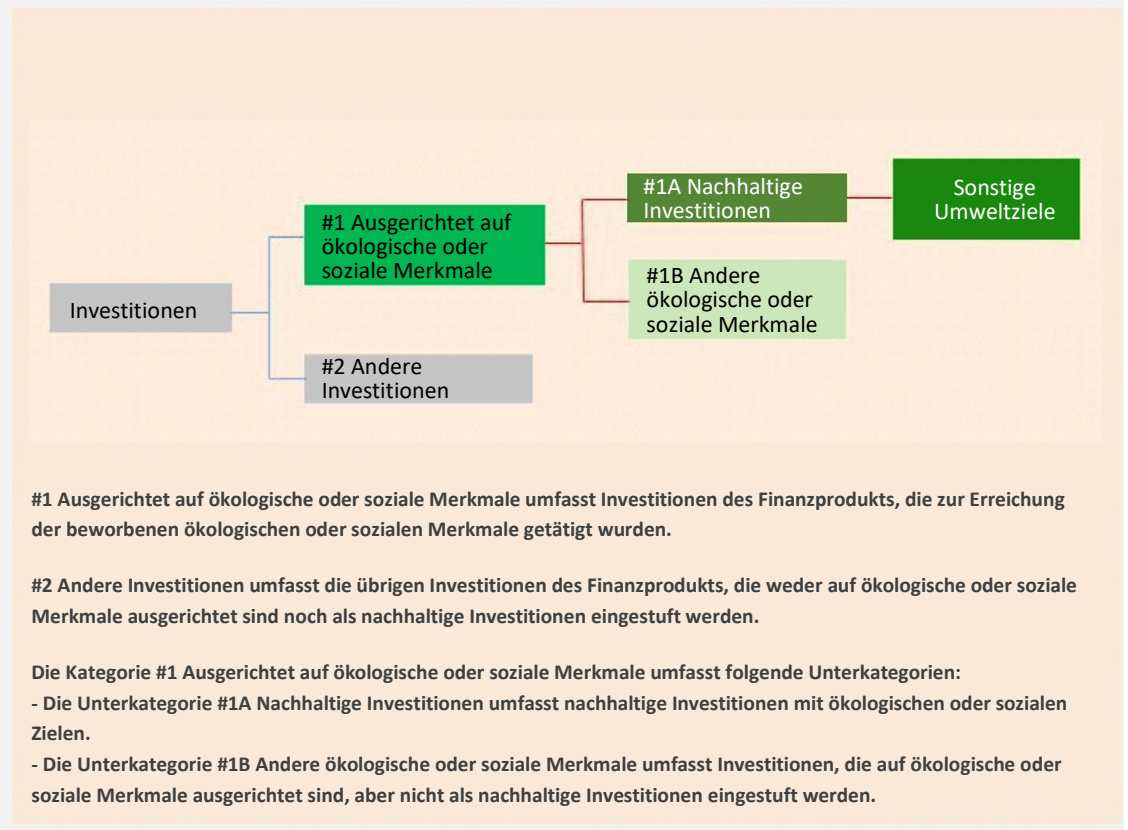 #1A Nachhaltige
Investitionen
Sonstige
Umweltziele
#1 Ausgerichtet auf
ökologische oder
soziale Merkmale
#1B Andere
ökologische oder
soziale Merkmale
Investitionen
#2 Andere
Investitionen
#1 Ausgerichtet auf ökologische oder soziale Merkmale umfasst Investitionen des Finanzprodukts, die zur Erreichung
der beworbenen ökologischen oder sozialen Merkmale getätigt wurden.
#2 Andere Investitionen umfasst die übrigen Investitionen des Finanzprodukts, die weder auf ökologische oder soziale
Merkmale ausgerichtet sind noch als nachhaltige Investitionen eingestuft werden.
Die Kategorie #1 Ausgerichtet auf ökologische oder soziale Merkmale umfasst folgende Unterkategorien:
- Die Unterkategorie #1A Nachhaltige Investitionen umfasst nachhaltige Investitionen mit ökologischen oder sozialen
Zielen.
- Die Unterkategorie #1B Andere ökologische oder soziale Merkmale umfasst Investitionen, die auf ökologische oder
soziale Merkmale ausgerichtet sind, aber nicht als nachhaltige Investitionen eingestuft werden.